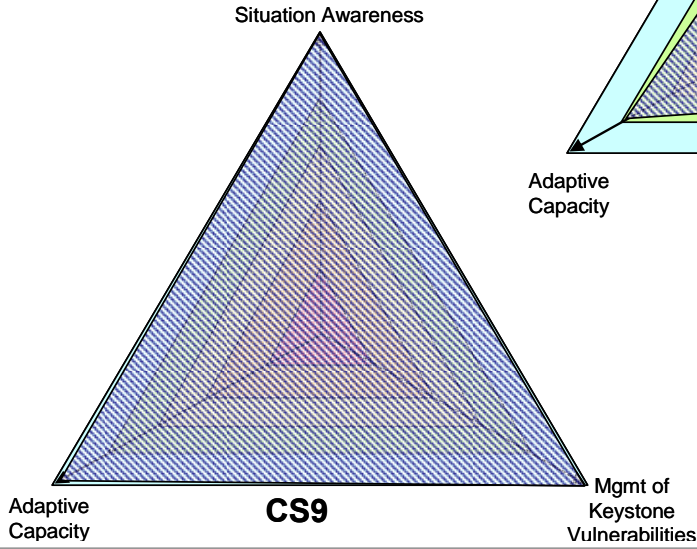 Situation Awareness
Adaptive
Capacity
Adaptive
Capacity
CS9
Mgmt of
Keystone
Vulnerabilities